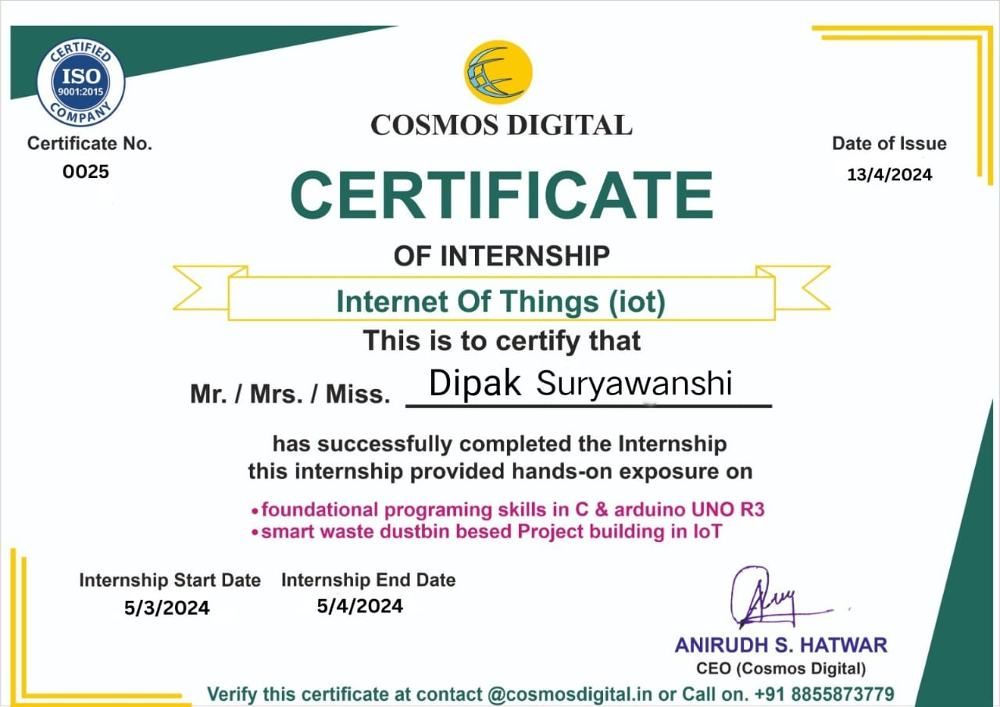 CERTIFIED
ISO
9001:2015
COMPANY
Certificate No.
0025
COSMOS DIGITAL
Date of Issue
13/4/2024
CERTIFICATE
OF INTERNSHIP
Internet Of Things (iot)
This is to certify that
Mr. / Mrs. / Miss. Dipak Suryawanshi
has successfully completed the Internship
this internship provided hands-on exposure on
•foundational programing skills in C & arduino UNO R3
•smart waste dustbin besed Project building in IoT
Internship Start Date Internship End Date
5/3/2024 5/4/2024
ANIRUDH S. HATWAR
CEO (Cosmos Digital)
Verify this certificate at contact @cosmosdigital.in or Call on. +91 8855873779